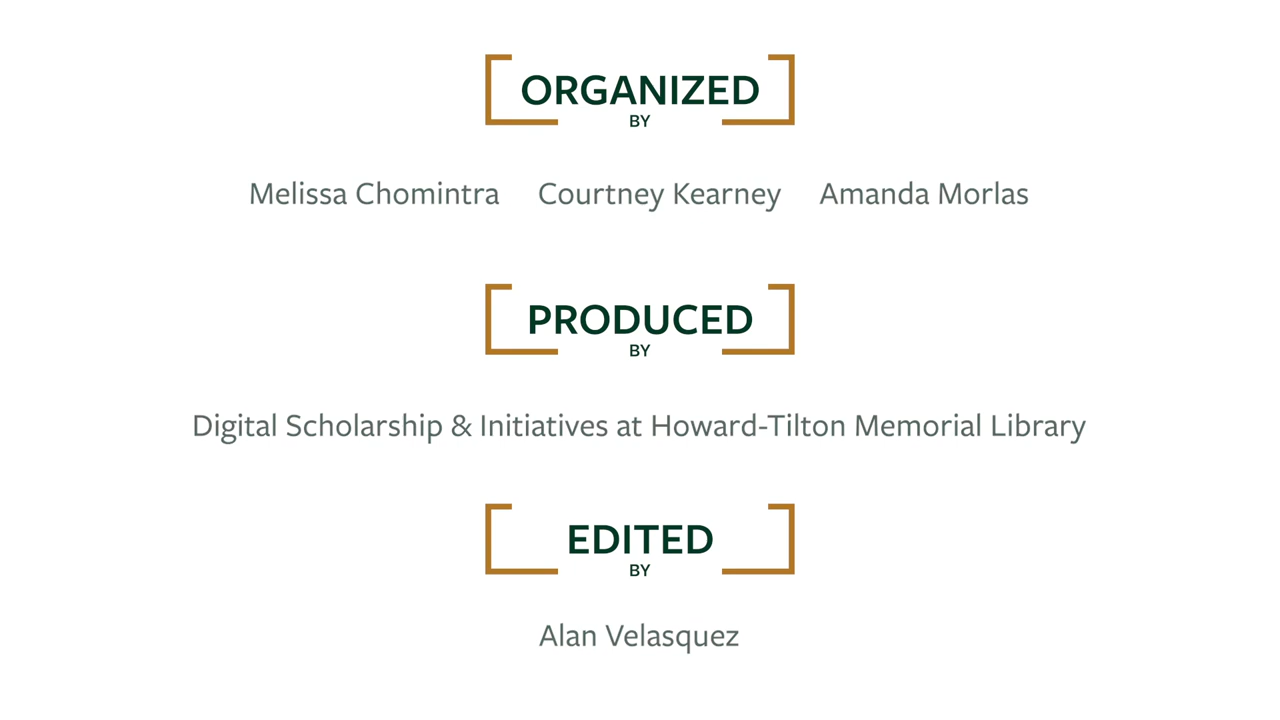 ORGANIZED
BY
Melissa Chomintra Courtney Kearney Amanda Morlas
PRODUCED
BY
Digital Scholarship & Initiatives at Howard-Tilton Memorial Library
EDITED
BY
Alan Velasquez